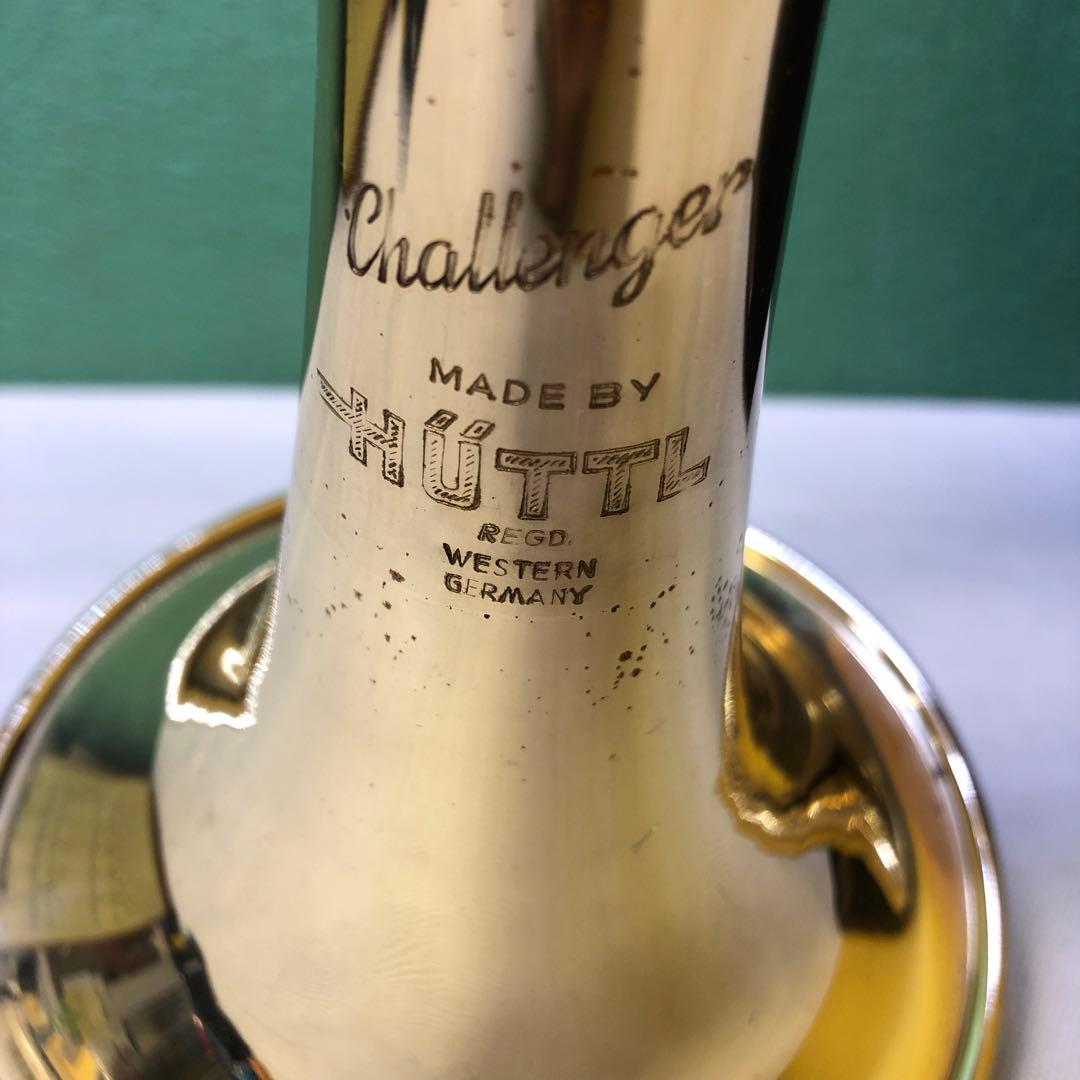 Challenger
MADE BY
HÜTTL
REGD.
WESTERN
GERMANY